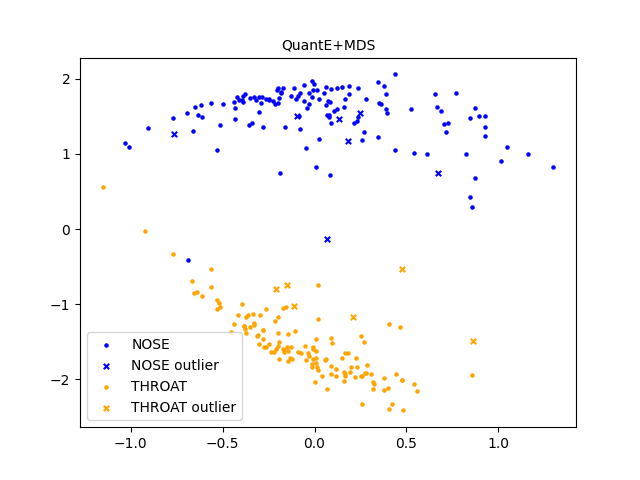 QuantE+MDS
2
1
0
−1
−2
NOSE
NOSE outlier
THROAT
THROAT outlier
−1.0 −0.5 0.0 0.5 1.0